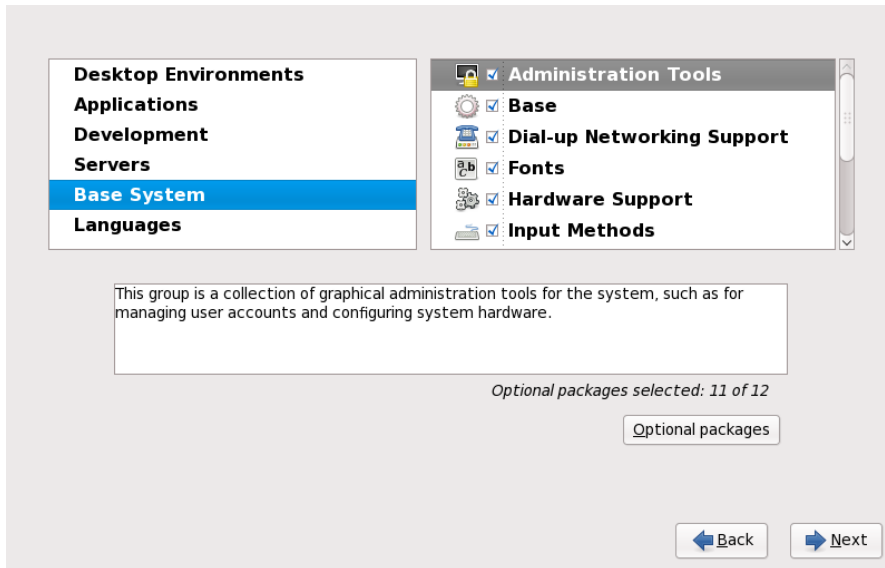 Desktop Environments
Applications
Development
Servers
Base System
Languages
Administration Tools
Base
Dial-up Networking Support
Fonts
Hardware Support
Input Methods
This group is a collection of graphical administration tools for the system, such as for
managing user accounts and configuring system hardware.
Optional packages selected: 11 of 12
Optional packages
Back
Next